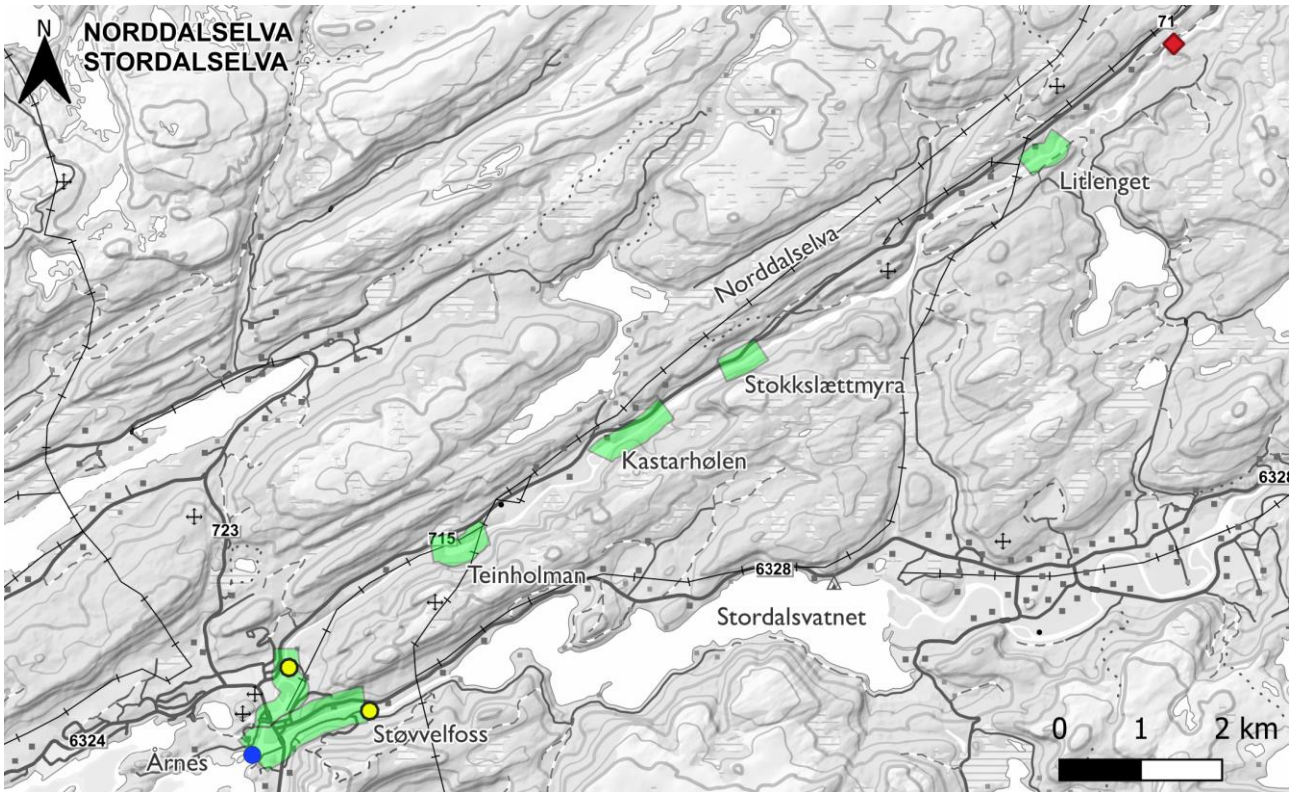 N
NORDDALSELVA
STORDALSELVA
71
Litlenget
Norddalselva
Stokkslættmyra
Kastarhølen
6328
723
715
Teinholman
6328
Stordalsvatnet
Støvvelfoss
6324
Årnes
0 1 2 km